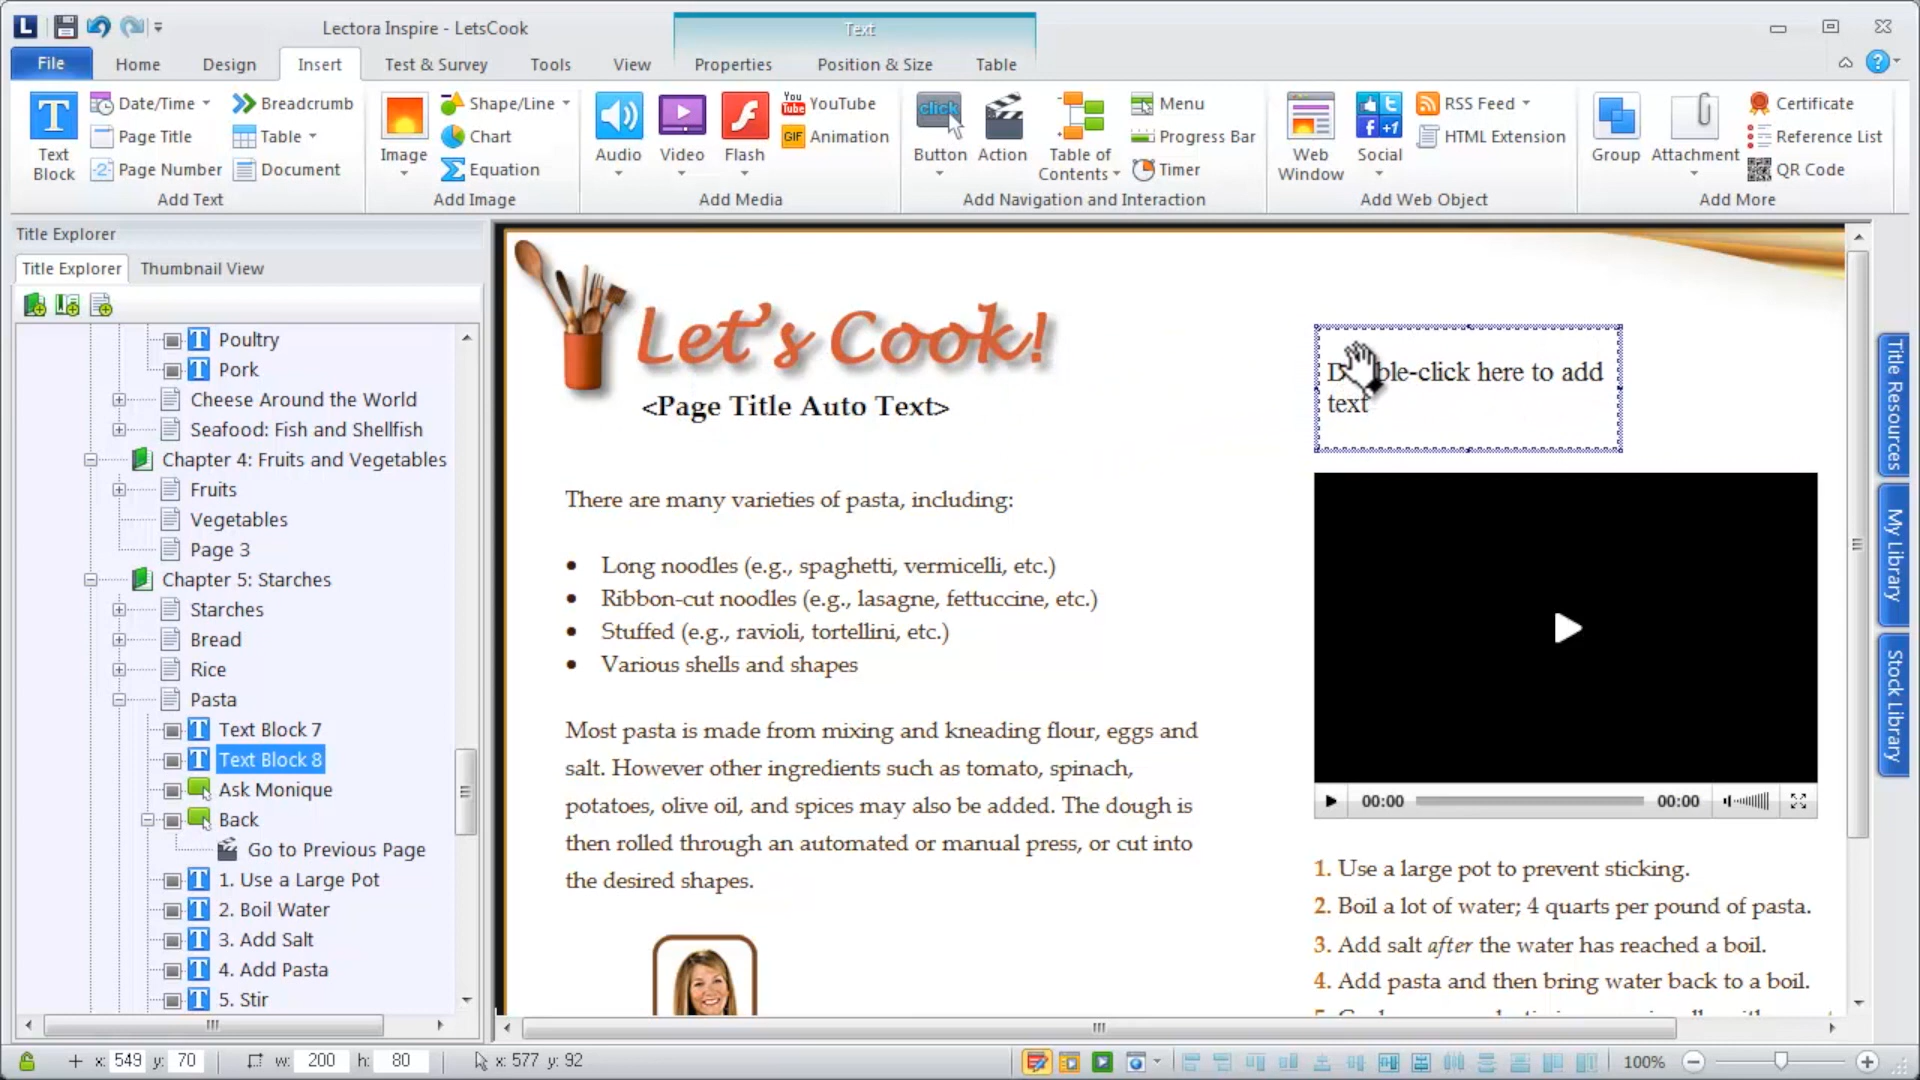 L
Lectora Inspire - LetsCook
Text
File
Home
Design
Insert
Test & Survey
Tools
View
Properties
Position & Size
Table
?
Text Block
Date/Time
Page Title
Page Number
Breadcrumb
Table
Document
Add Text
Image
Shape/Line
Chart
Equation
Add Image
Audio
Video
Flash
You Tube YouTube
GIF Animation
Add Media
click
Button
Action
Table of Contents
Menu
Progress Bar
Timer
Add Navigation and Interaction
Web Window
Social
RSS Feed
HTML Extension
Add Web Object
Group
Attachment
Certificate
Reference List
QR Code
Add More
Title Explorer
Title Explorer
Thumbnail View
Poultry
Pork
Cheese Around the World
Seafood: Fish and Shellfish
Chapter 4: Fruits and Vegetables
Fruits
Vegetables
Page 3
Chapter 5: Starches
Starches
Bread
Rice
Pasta
Text Block 7
Text Block 8
Ask Monique
Back
Go to Previous Page
1. Use a Large Pot
2. Boil Water
3. Add Salt
4. Add Pasta
5. Stir
Let's Cook!
<Page Title Auto Text>
There are many varieties of pasta, including:
• Long noodles (e.g., spaghetti, vermicelli, etc.)
• Ribbon-cut noodles (e.g., lasagne, fettuccine, etc.)
• Stuffed (e.g., ravioli, tortellini, etc.)
• Various shells and shapes
Most pasta is made from mixing and kneading flour, eggs and
salt. However other ingredients such as tomato, spinach,
potatoes, olive oil, and spices may also be added. The dough is
then rolled through an automated or manual press, or cut into
the desired shapes.
Double-click here to add
text
00:00
00:00
1. Use a large pot to prevent sticking.
2. Boil a lot of water; 4 quarts per pound of pasta.
3. Add salt after the water has reached a boil.
4. Add pasta and then bring water back to a boil.
Title Resources
My Library
Stock Library
x: 549 y: 70
w: 200 h: 80
x: 577 y: 92
100%